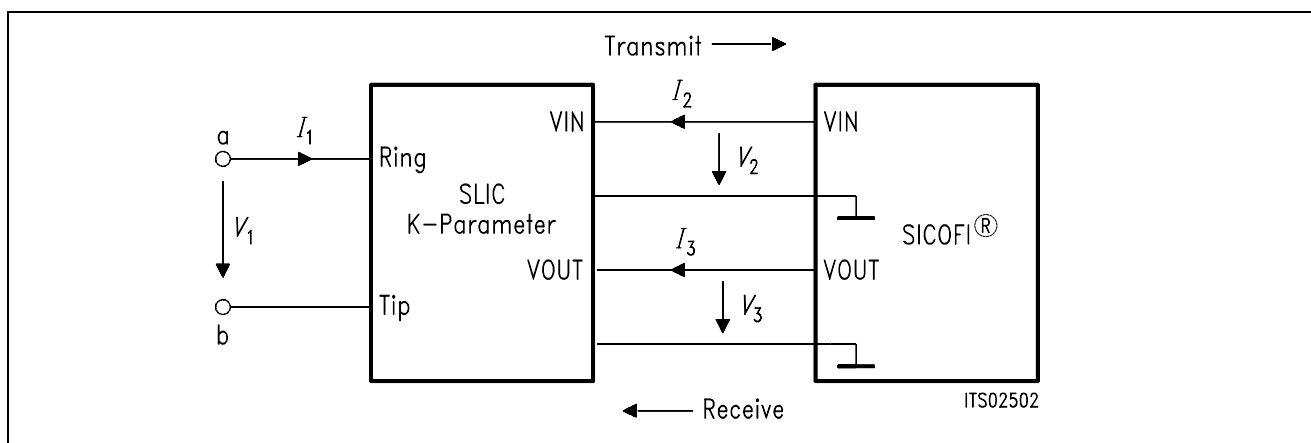 Transmit
I1
I2
a
Ring
VIN
VIN
V2
V1
SLIC
K-Parameter
SICOFI®
I3
VOUT
VOUT
Tip
V3
b
Receive
ITS02502